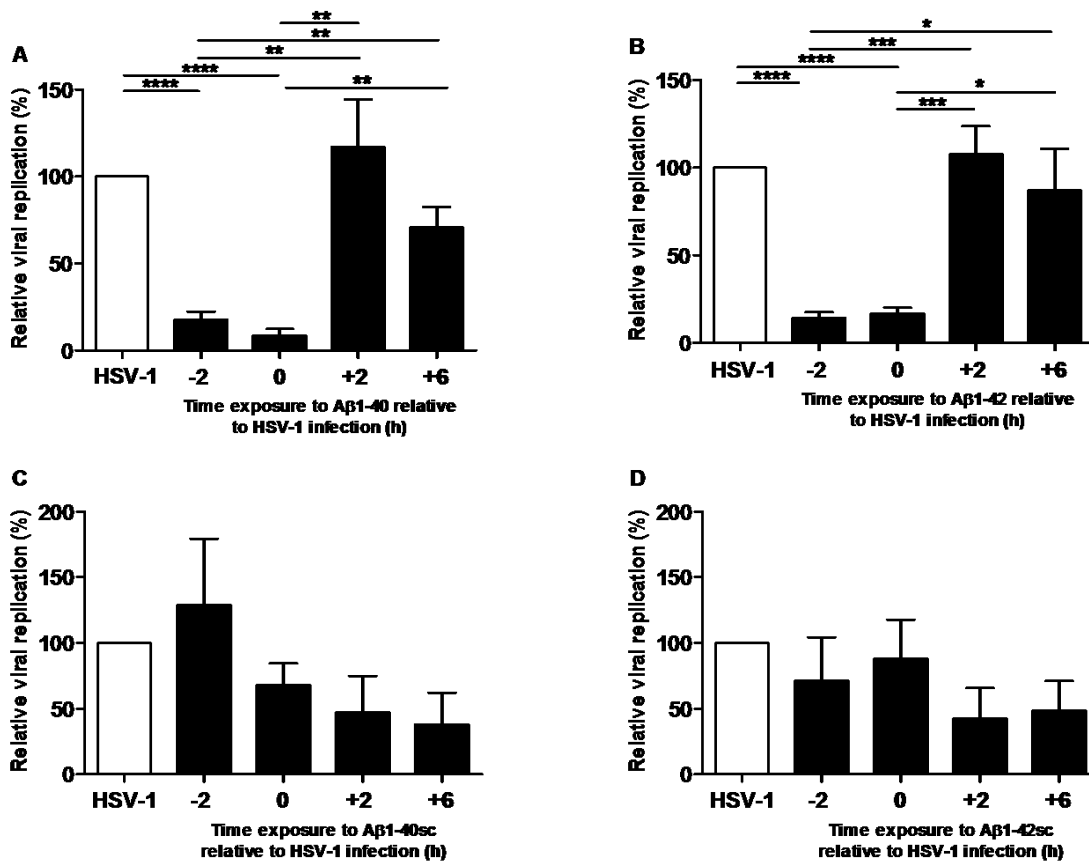 A
**
**
**
****
**
****
Relative viral replication (%)
150
100
50
0
HSV-1 -2 0 +2 +6
Time exposure to Aβ1-40 relative
to HSV-1 infection (h)
B
*
***
****
*
****
***
Relative viral replication (%)
150
100
50
0
HSV-1 -2 0 +2 +6
Time exposure to Aβ1-42 relative
to HSV-1 infection (h)
C
Relative viral replication (%)
200
150
100
50
0
HSV-1 -2 0 +2 +6
Time exposure to Aβ1-40sc
relative to HSV-1 infection (h)
D
Relative viral replication (%)
200
150
100
50
0
HSV-1 -2 0 +2 +6
Time exposure to Aβ1-42sc
relative to HSV-1 infection (h)